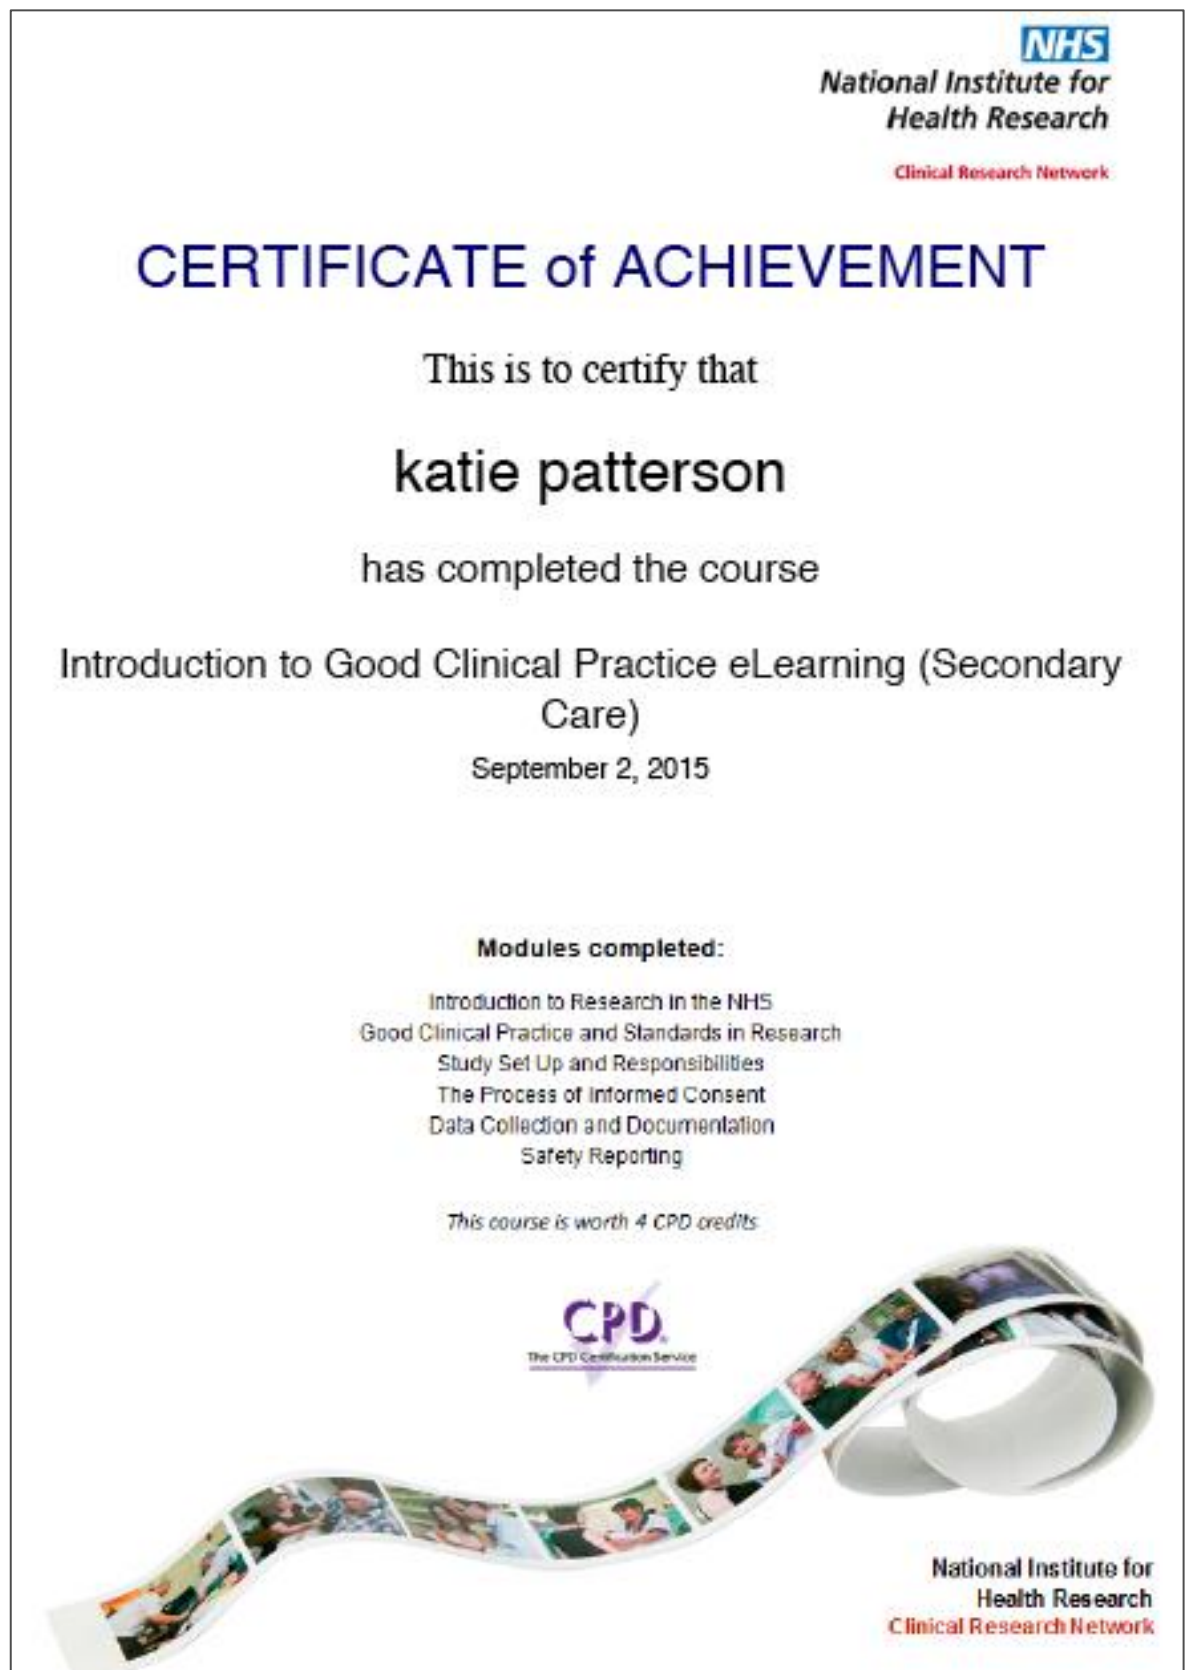 NHS
National Institute for
Health Research
Clinical Research Network
CERTIFICATE of ACHIEVEMENT
This is to certify that
katie patterson
has completed the course
Introduction to Good Clinical Practice eLearning (Secondary
Care)
September 2, 2015
Modules completed:
Introduction to Research in the NHS
Good Clinical Practice and Standards in Research
Study Set Up and Responsibilities
The Process of Informed Consent
Data Collection and Documentation
Safety Reporting
This course is worth 4 CPD credits
CPD
The CPD Certification Service
National Institute for
Health Research
Clinical Research Network